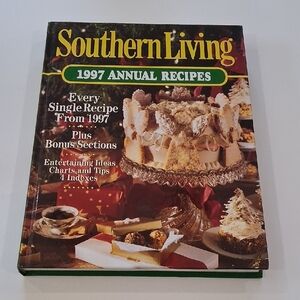 Southern Living
1997 ANNUAL RECIPES
Every
Single Recipe
From 1997
Plus
Bonus Sections
Entertaining Ideas
Charts and Tips
4 Indexes